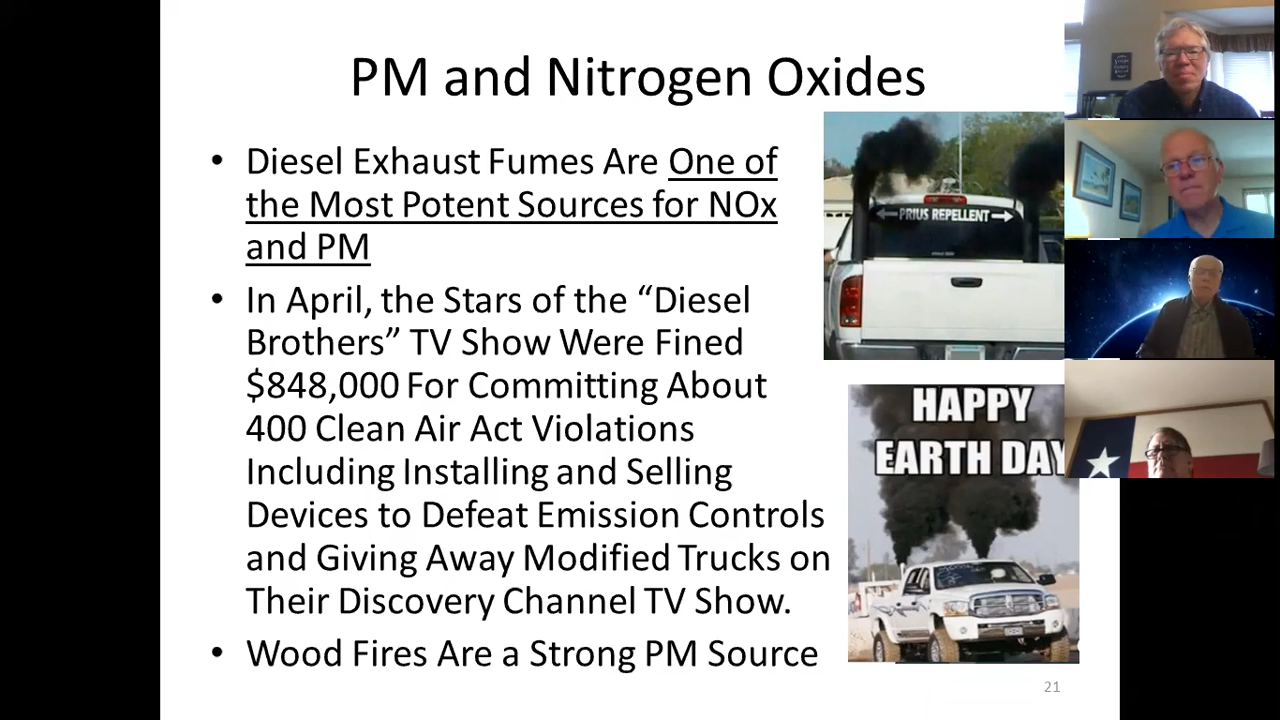 PM and Nitrogen Oxides
• Diesel Exhaust Fumes Are One of
the Most Potent Sources for NOx
and PM
• In April, the Stars of the “Diesel
Brothers” TV Show Were Fined
$848,000 For Committing About
400 Clean Air Act Violations
Including Installing and Selling
Devices to Defeat Emission Controls
and Giving Away Modified Trucks on
Their Discovery Channel TV Show.
• Wood Fires Are a Strong PM Source
PRIUS REPELLENT
HAPPY
EARTH DAY
21